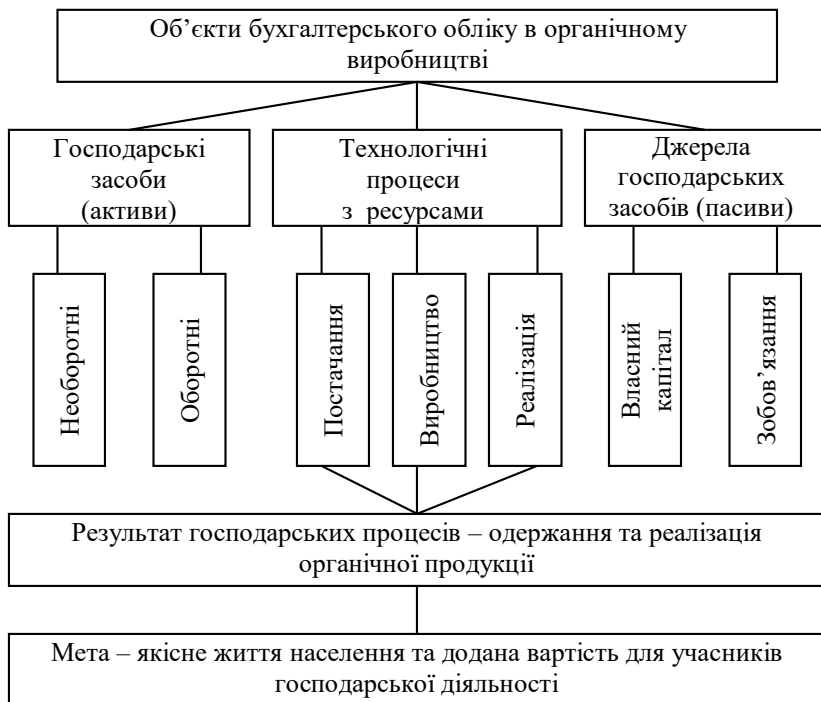 Об’єкти бухгалтерського обліку в органічному
виробництві
Господарські
засоби
(активи)
Технологічні
процеси
з ресурсами
Джерела
господарських
засобів (пасиви)
Необоротні
Оборотні
Постачання
Виробництво
Реалізація
Власний
капітал
Зобов’язання
Результат господарських процесів – одержання та реалізація
органічної продукції
Мета – якісне життя населення та додана вартість для учасників
господарської діяльності